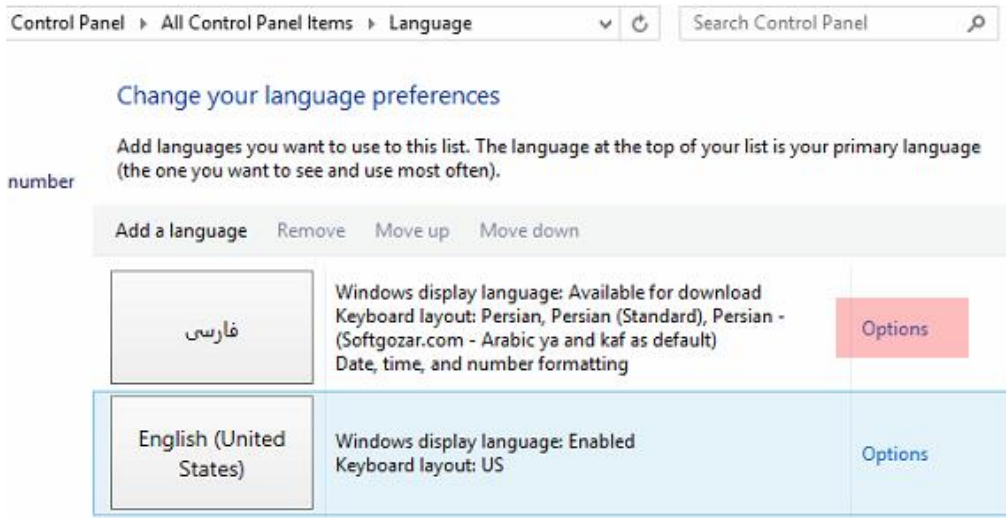 Control Panel ▸ All Control Panel Items ▸ Language
Search Control Panel
Change your language preferences
Add languages you want to use to this list. The language at the top of your list is your primary language
(the one you want to see and use most often).
number
Add a language Remove Move up Move down
فارسی
Windows display language: Available for download
Keyboard layout: Persian, Persian (Standard), Persian -
(Softgozar.com - Arabic ya and kaf as default)
Date, time, and number formatting
Options
English (United
States)
Windows display language: Enabled
Keyboard layout: US
Options